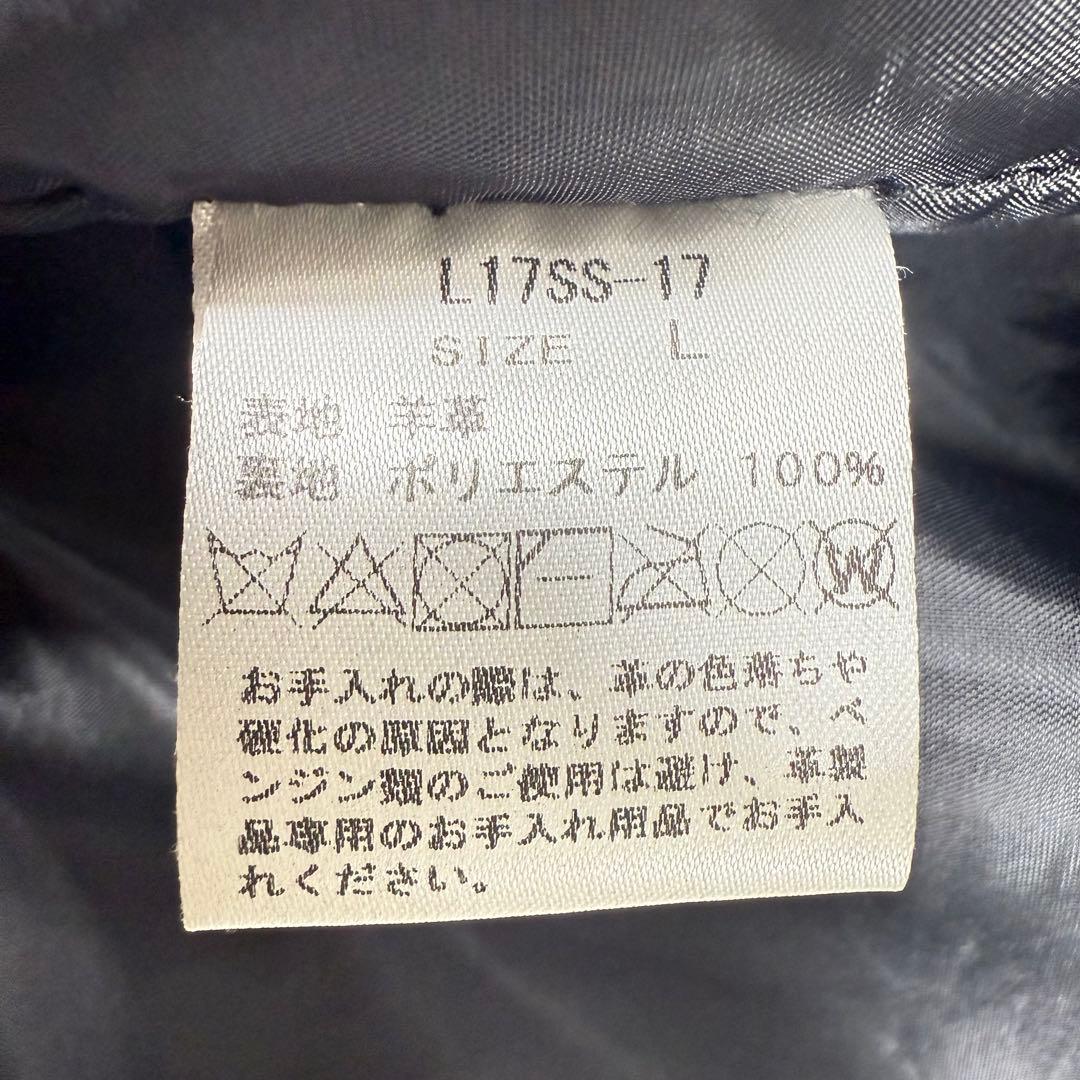 L17SS-17
SIZE L
表地 羊革
裏地 ポリエステル 100%
W
お手入れの際は、革の色落ちや
硬化の原因となりますので、ベ
ンジン類のご使用は避け、革製
品専用のお手入れ用品でお手入
れください。